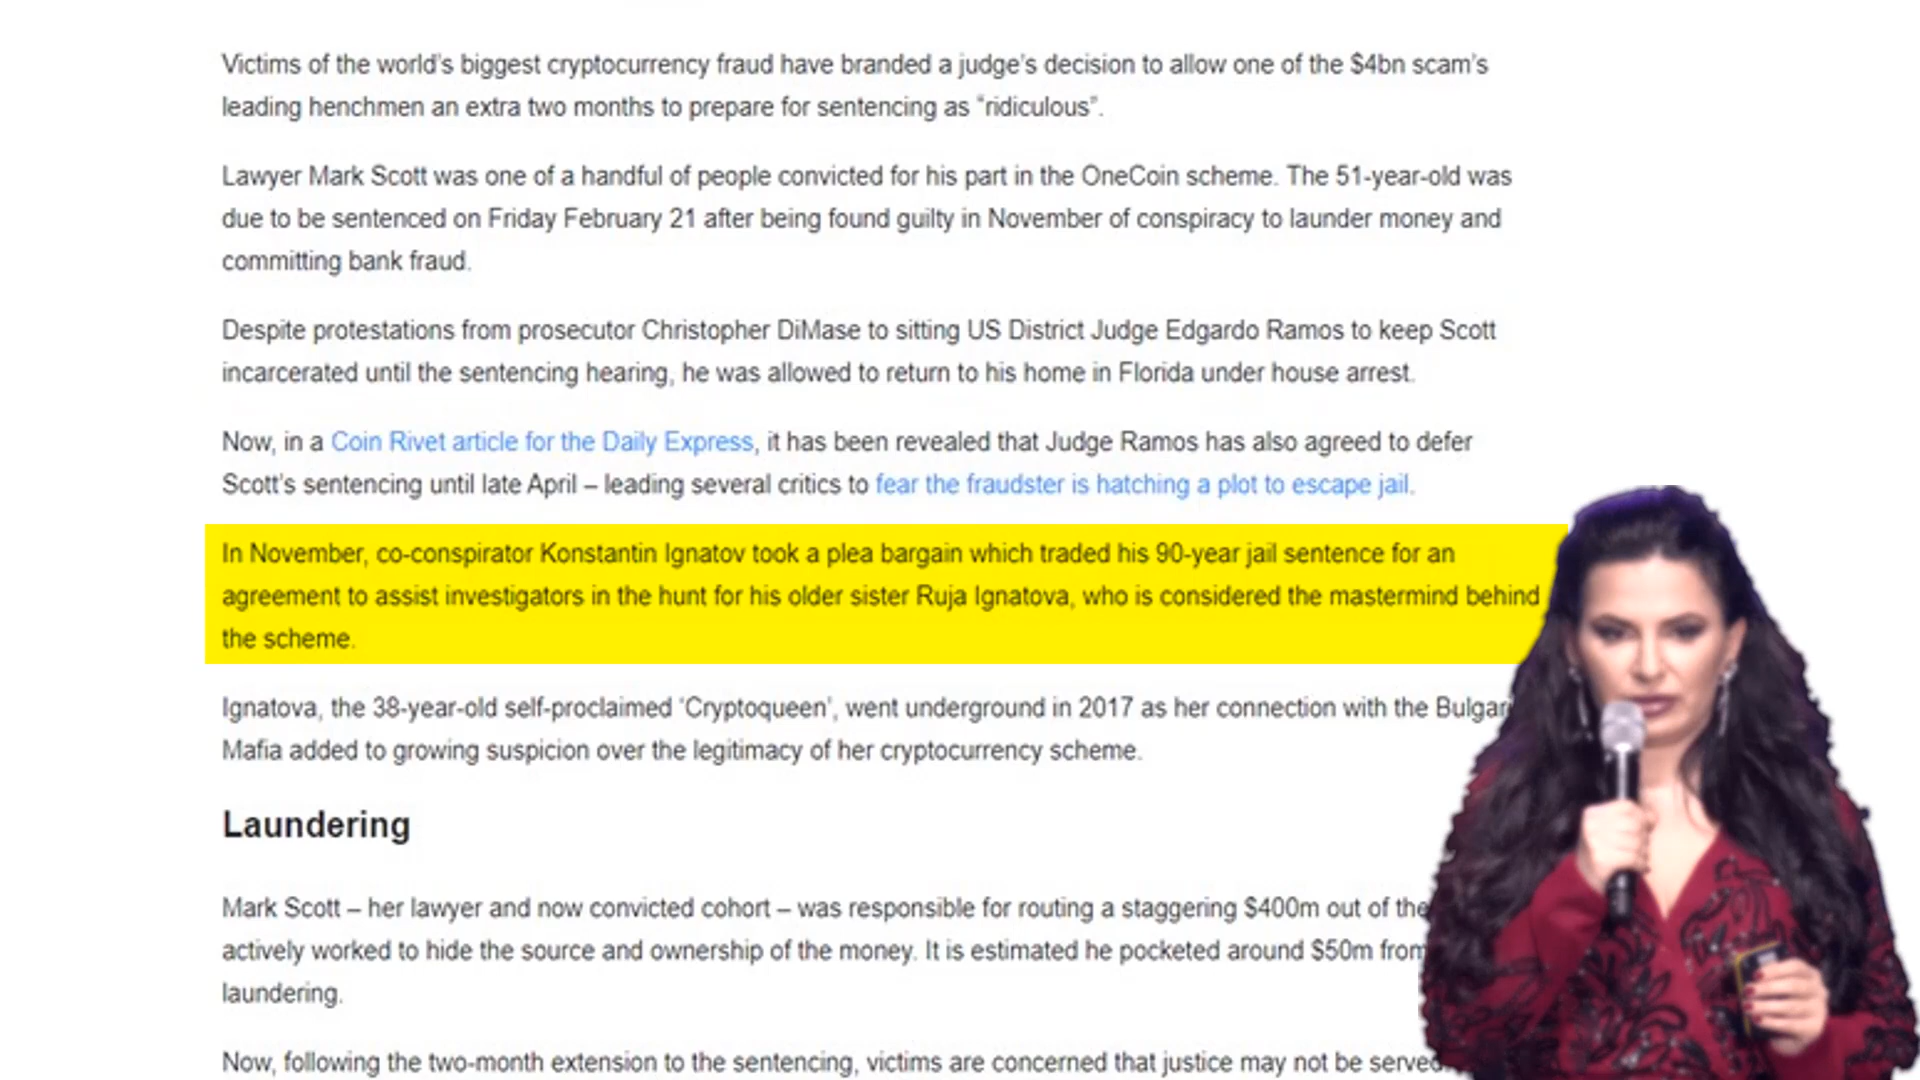 Victims of the world's biggest cryptocurrency fraud have branded a judge's decision to allow one of the $4bn scam's
leading henchmen an extra two months to prepare for sentencing as "ridiculous".
Lawyer Mark Scott was one of a handful of people convicted for his part in the OneCoin scheme. The 51-year-old was
due to be sentenced on Friday February 21 after being found guilty in November of conspiracy to launder money and
committing bank fraud.
Despite protestations from prosecutor Christopher DiMase to sitting US District Judge Edgardo Ramos to keep Scott
incarcerated until the sentencing hearing, he was allowed to return to his home in Florida under house arrest.
Now, in a Coin Rivet article for the Daily Express, it has been revealed that Judge Ramos has also agreed to defer
Scott's sentencing until late April – leading several critics to fear the fraudster is hatching a plot to escape jail.
In November, co-conspirator Konstantin Ignatov took a plea bargain which traded his 90-year jail sentence for an
agreement to assist investigators in the hunt for his older sister Ruja Ignatova, who is considered the mastermind behind
the scheme.
Ignatova, the 38-year-old self-proclaimed 'Cryptoqueen', went underground in 2017 as her connection with the Bulgari
Mafia added to growing suspicion over the legitimacy of her cryptocurrency scheme.
Laundering
Mark Scott – her lawyer and now convicted cohort – was responsible for routing a staggering $400m out of the
actively worked to hide the source and ownership of the money. It is estimated he pocketed around $50m from
laundering.
Now, following the two-month extension to the sentencing, victims are concerned that justice may not be served